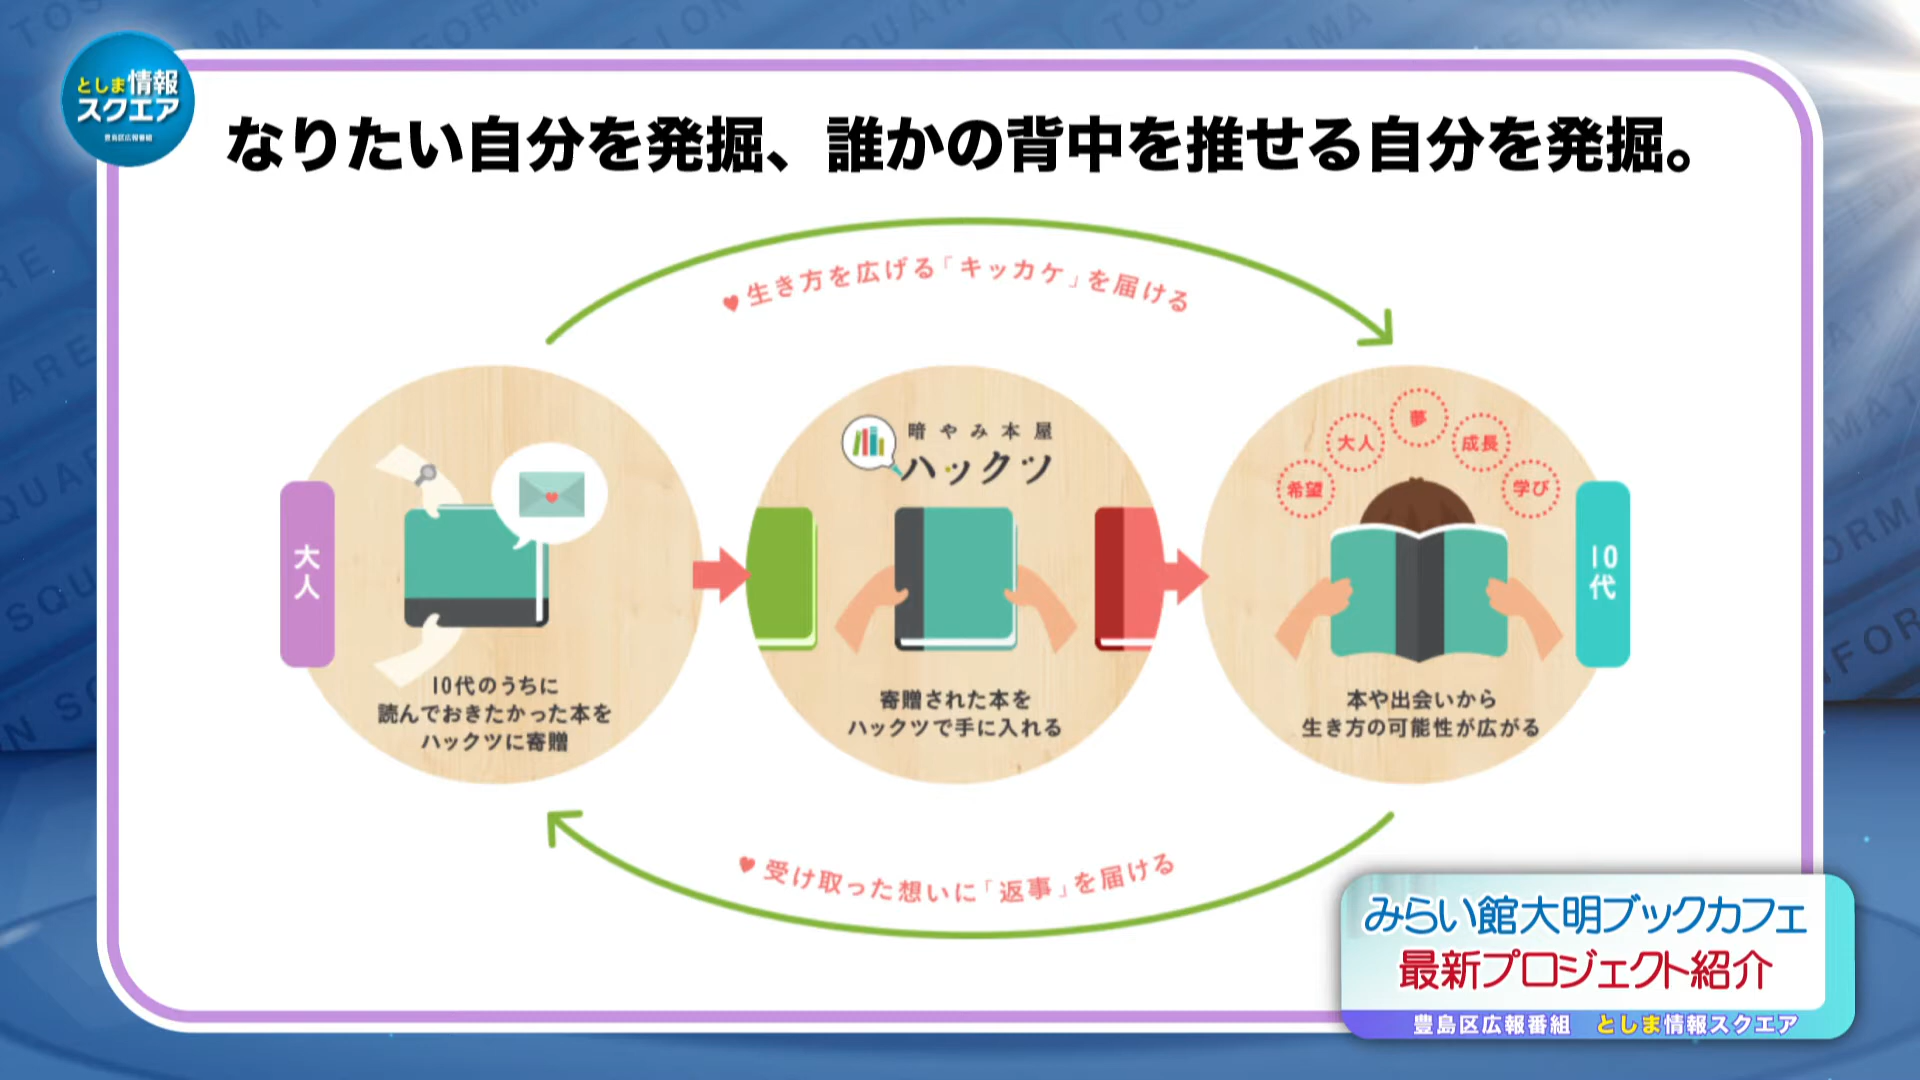 としま情報
スクエア
豊島区広報番組
なりたい自分を発掘、誰かの背中を推せる自分を発掘。
生き方を広げる「キッカケ」を届ける
大人
10代のうちに
読んでおきたかった本を
ハックツに寄贈
暗やみ本屋
ハックツ
寄贈された本を
ハックツで手に入れる
希望
大人
夢
成長
学び
10代
本や出会いから
生き方の可能性が広がる
受け取った想いに「返事」を届ける
みらい館大明ブックカフェ
最新プロジェクト紹介
豊島区広報番組 としま情報スクエア